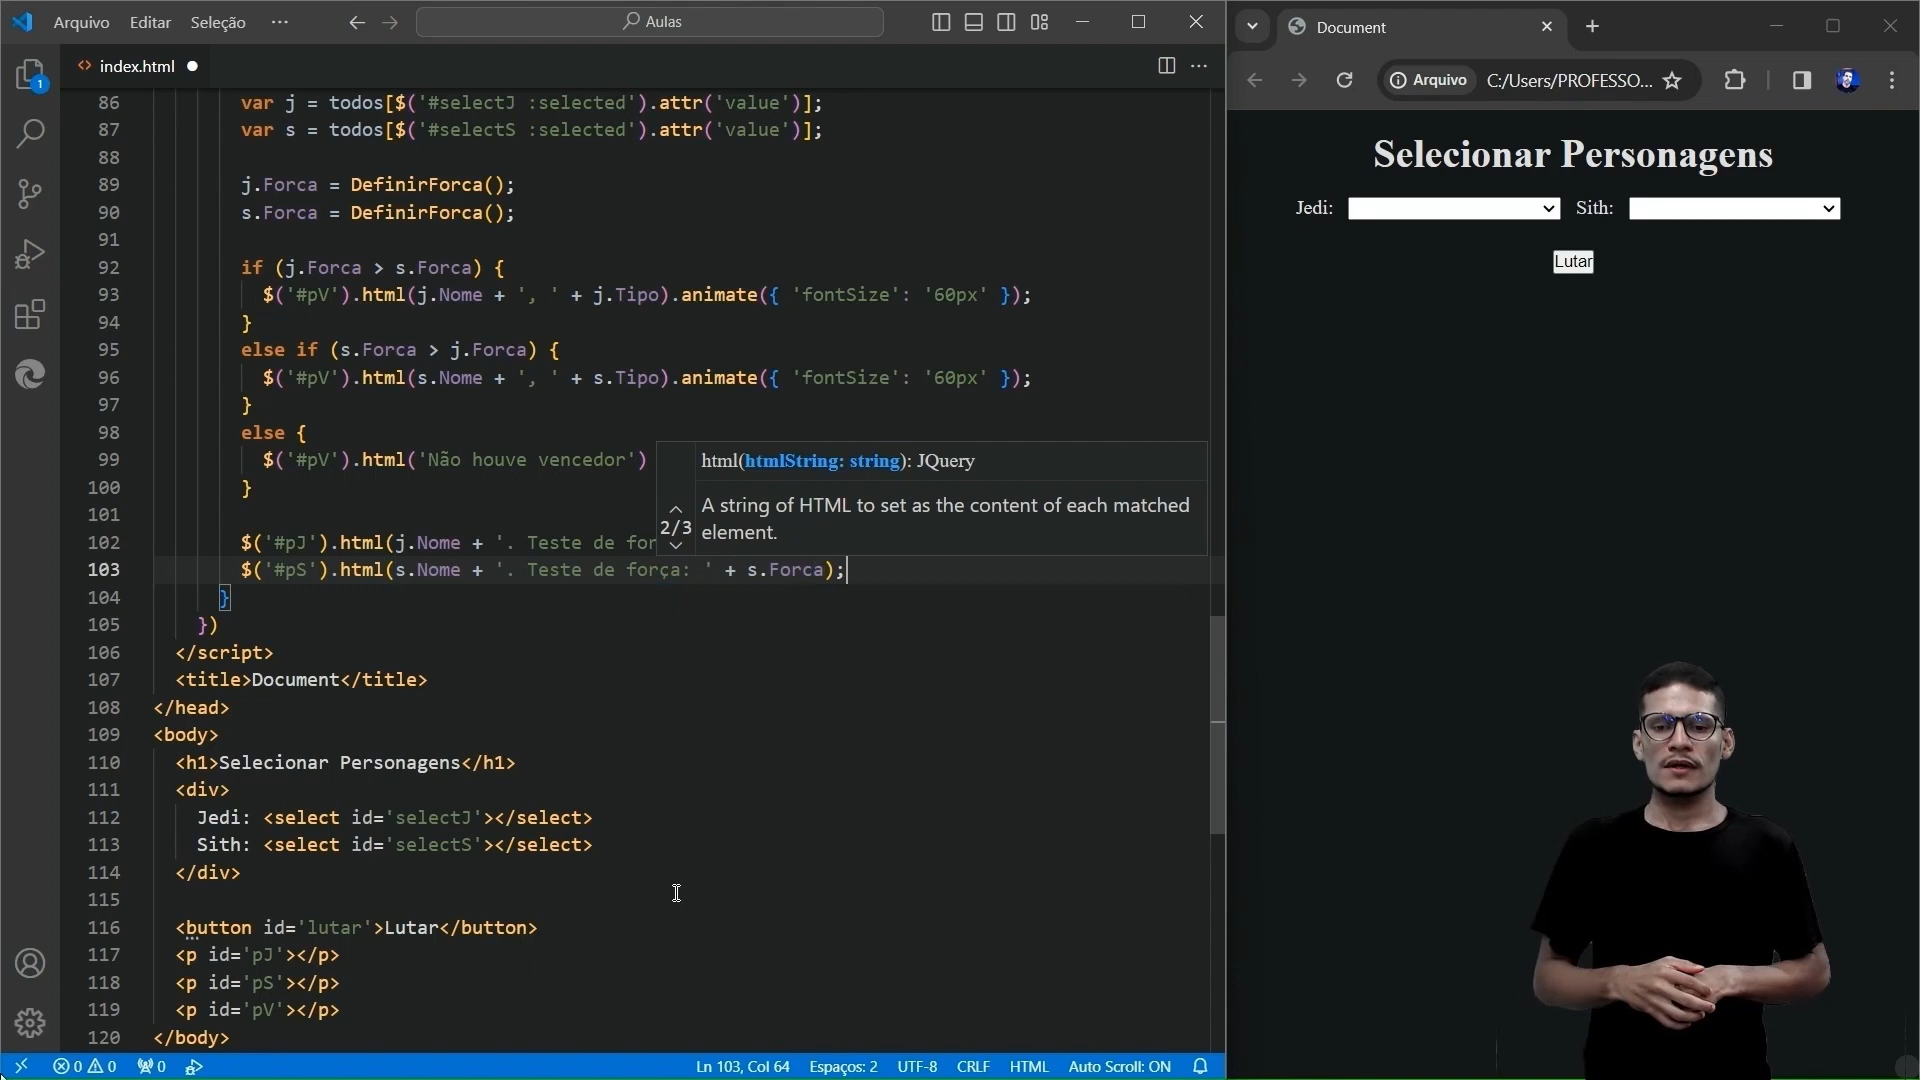 Arquivo Editar Seleção ··· Aulas
index.html
86 var j = todos[$('#selectJ :selected').attr('value')];
87 var s = todos[$('#selectS :selected').attr('value')];
88
89 j.Forca = DefinirForca();
90 s.Forca = DefinirForca();
91
92 if (j.Forca > s.Forca) {
93 $('#pV').html(j.Nome + ', ' + j.Tipo).animate({ 'fontSize': '60px' });
94 }
95 else if (s.Forca > j.Forca) {
96 $('#pV').html(s.Nome + ', ' + s.Tipo).animate({ 'fontSize': '60px' });
97 }
98 else {
99 $('#pV').html('Não houve vencedor')
100 }
101
102 $('#pJ').html(j.Nome + '. Teste de for
103 $('#pS').html(s.Nome + '. Teste de força: ' + s.Forca);
104 }
105 })
106 </script>
107 <title>Document</title>
108 </head>
109 <body>
110 <h1>Selecionar Personagens</h1>
111 <div>
112 Jedi: <select id='selectJ'></select>
113 Sith: <select id='selectS'></select>
114 </div>
115
116 <button id='lutar'>Lutar</button>
117 <p id='pJ'></p>
118 <p id='pS'></p>
119 <p id='pV'></p>
120 </body>
html(htmlString: string): JQuery
2/3
A string of HTML to set as the content of each matched
element.
1
0 0 0 Ln 103, Col 64 Espaços: 2 UTF-8 CRLF HTML Auto Scroll: ON
Document
Arquivo C:/Users/PROFESSO...
Selecionar Personagens
Jedi: Sith:
Lutar